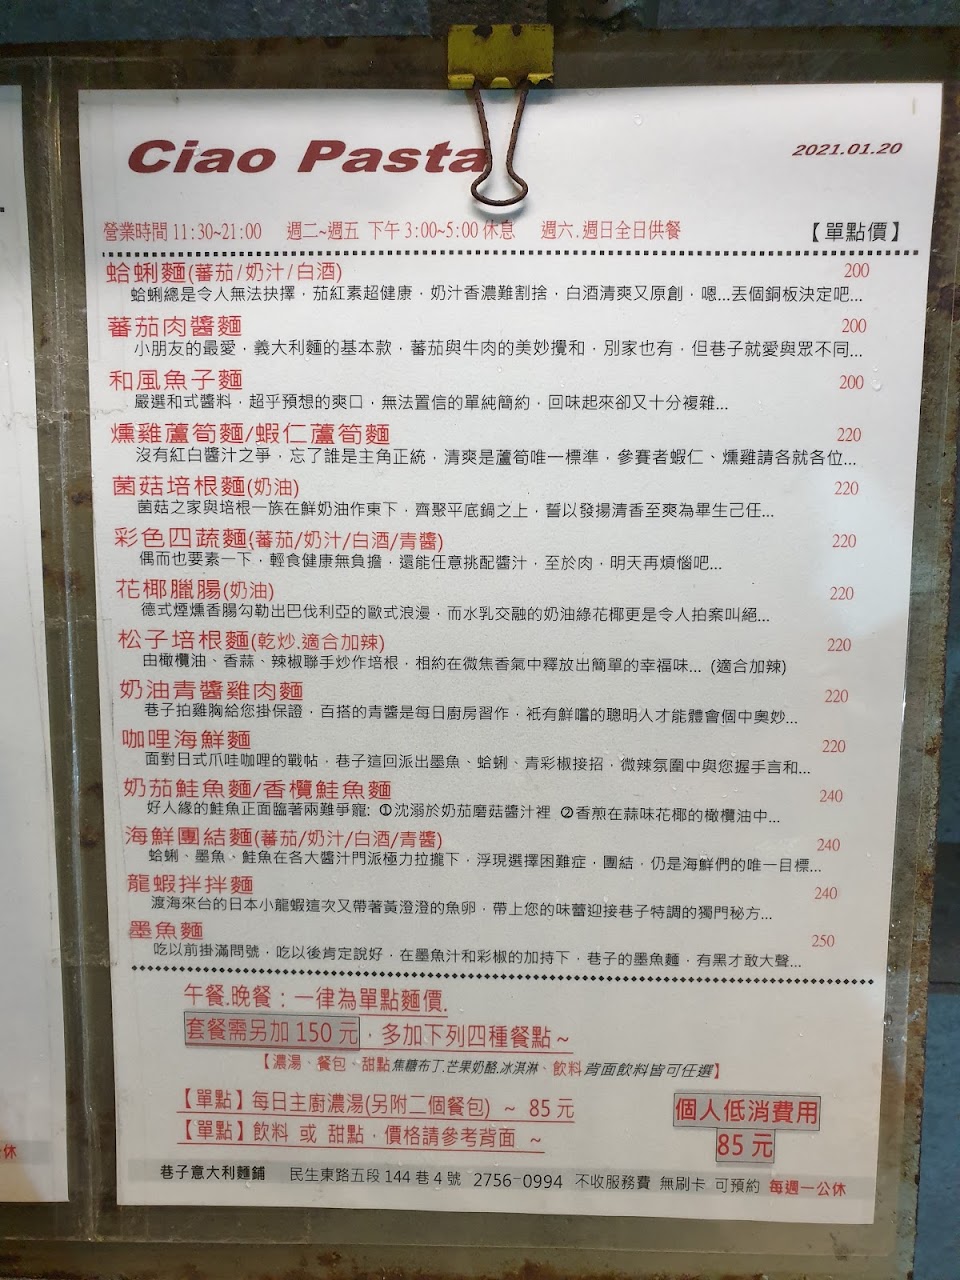 Ciao Pasta
2021.01.20
營業時間 11:30~21:00 週二~週五 下午 3:00~5:00 休息 週六.週日全日供餐 【單點價】
蛤蜊麵(蕃茄/奶汁/白酒) 200
蛤蜊總是令人無法抉擇，茄紅素超健康，奶汁香濃難割捨，白酒清爽又原創，嗯...丟個銅板決定吧...
蕃茄肉醬麵 200
小朋友的最愛，義大利麵的基本款，蕃茄與牛肉的美妙攪和，別家也有，但巷子就愛與眾不同...
和風魚子麵 200
嚴選和式醬料，超乎預想的爽口，無法置信的單純簡約，回味起來卻又十分複雜...
燻雞蘆筍麵/蝦仁蘆筍麵 220
沒有紅白醬汁之爭，忘了誰是主角正統，清爽是蘆筍唯一標準，參賽者蝦仁、燻雞請各就各位...
菌菇培根麵(奶油) 220
菌菇之家與培根一族在鮮奶油作東下，齊聚平底鍋之上，誓以發揚清香至爽為畢生己任...
彩色四蔬麵(蕃茄/奶汁/白酒/青醬) 220
偶而也要素一下，輕食健康無負擔，還能任意挑配醬汁，至於肉，明天再煩惱吧...
花椰臘腸(奶油) 220
德式煙燻香腸勾勒出巴伐利亞的歐式浪漫，而水乳交融的奶油綠花椰更是令人拍案叫絕...
松子培根麵(乾炒.適合加辣) 220
由橄欖油、香蒜、辣椒聯手炒作培根，相約在微焦香氣中釋放出簡單的幸福味... (適合加辣)
奶油青醬雞肉麵 220
巷子拍雞胸給您掛保證，百搭的青醬是每日廚房習作，祇有鮮嚐的聰明人才能體會個中奧妙...
咖哩海鮮麵 220
面對日式爪哇咖哩的戰帖，巷子這回派出墨魚、蛤蜊、青彩椒接招，微辣氛圍中與您握手言和...
奶茄鮭魚麵/香欖鮭魚麵 240
好人緣的鮭魚正面臨著兩難爭寵: ❶沈溺於奶茄磨菇醬汁裡 ❷香煎在蒜味花椰的橄欖油中...
海鮮團結麵(蕃茄/奶汁/白酒/青醬) 240
蛤蜊、墨魚、鮭魚在各大醬汁門派極力拉攏下，浮現選擇困難症，團結，仍是海鮮們的唯一目標...
龍蝦拌拌麵 240
渡海來台的日本小龍蝦這次又帶著黃澄澄的魚卵，帶上您的味蕾迎接巷子特調的獨門秘方...
墨魚麵 250
吃以前掛滿問號，吃以後肯定說好，在墨魚汁和彩椒的加持下，巷子的墨魚麵，有黑才敢大聲...
午餐.晚餐：一律為單點麵價.
套餐需另加 150 元，多加下列四種餐點~
【濃湯、餐包、甜點焦糖布丁.芒果奶酪.冰淇淋、飲料背面飲料皆可任選】
【單點】每日主廚濃湯(另附二個餐包) ~ 85 元
【單點】飲料 或 甜點，價格請參考背面 ~
個人低消費用
85 元
巷子意大利麵鋪 民生東路五段 144 巷 4 號 2756-0994 不收服務費 無刷卡 可預約 每週一公休
休